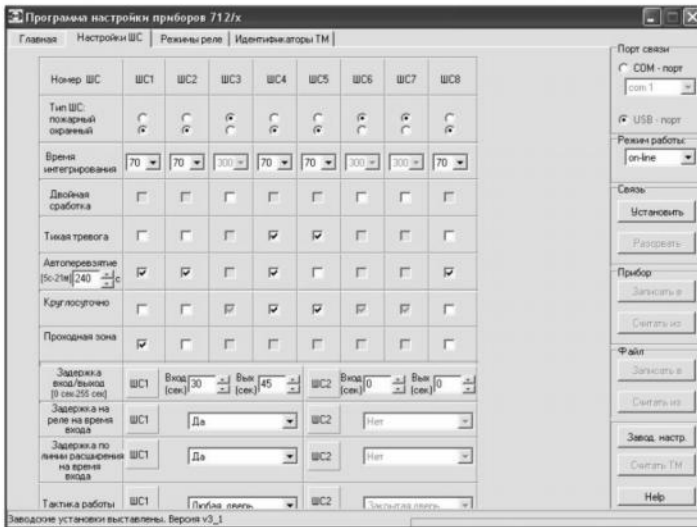 Программа настройки приборов 712/х
Главная Настройки ШС Режимы реле Идентификаторы ТМ
Номер ШС ШС1 ШС2 ШС3 ШС4 ШС5 ШС6 ШС7 ШС8
Тип ШС:
пожарный
охранный
Время
интегрирования 70 70 300 70 70 300 300 70
Двойная
сработка
Тихая тревога
Автоперевзятие
[5с-21м] 240 с
Круглосуточно
Проходная зона
Задержка
вход/выход
[0 сек-255 сек]
ШС1 Вход (сек) 30 Вых (сек) 45 ШС2 Вход (сек) 0 Вых (сек) 0
Задержка на
реле на время
входа
ШС1 Да ШС2 Нет
Задержка по
линии расширения
на время
входа
ШС1 Да ШС2 Нет
Тактика работы ШС1 Любая дверь ШС2 Закрытая дверь
Порт связи
COM - порт
com 1
USB - порт
Режим работы:
on-line
Связь
Установить
Разорвать
Прибор
Записать в
Считать из
Файл
Записать в
Считать из
Завод. настр.
Считать ТМ
Help
Заводские установки выставлены. Версия v3_1